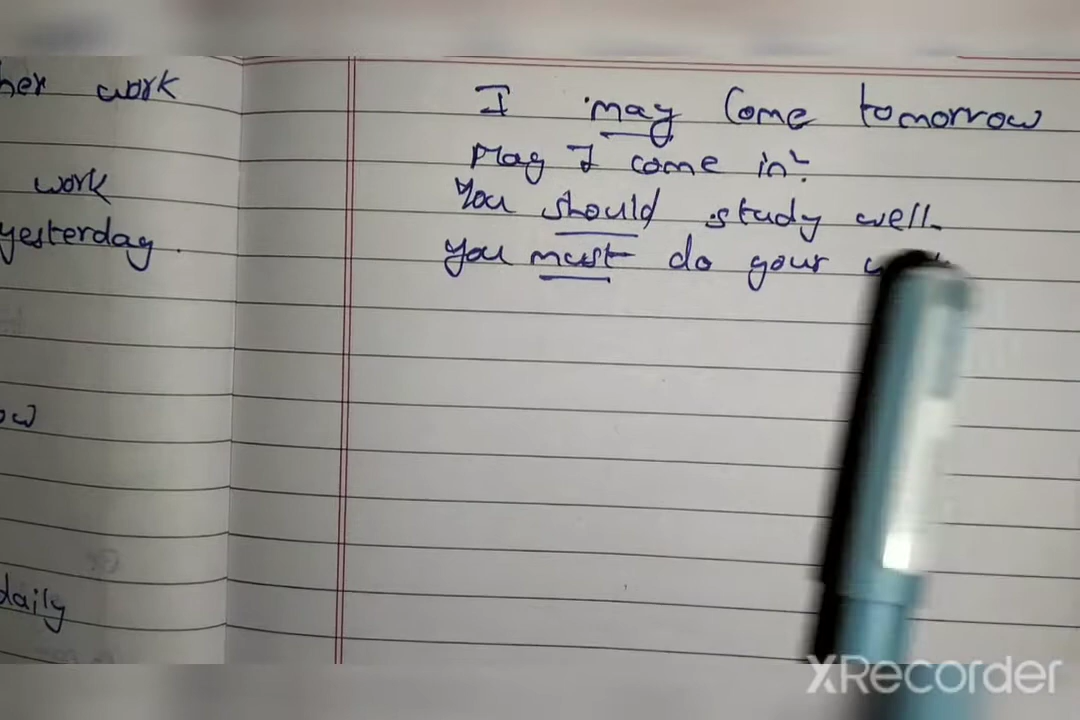 her work
work
yesterday.
ow
daily
I may Come tomorrow
May I come in?
You should study well.
you must do your
XRecorder